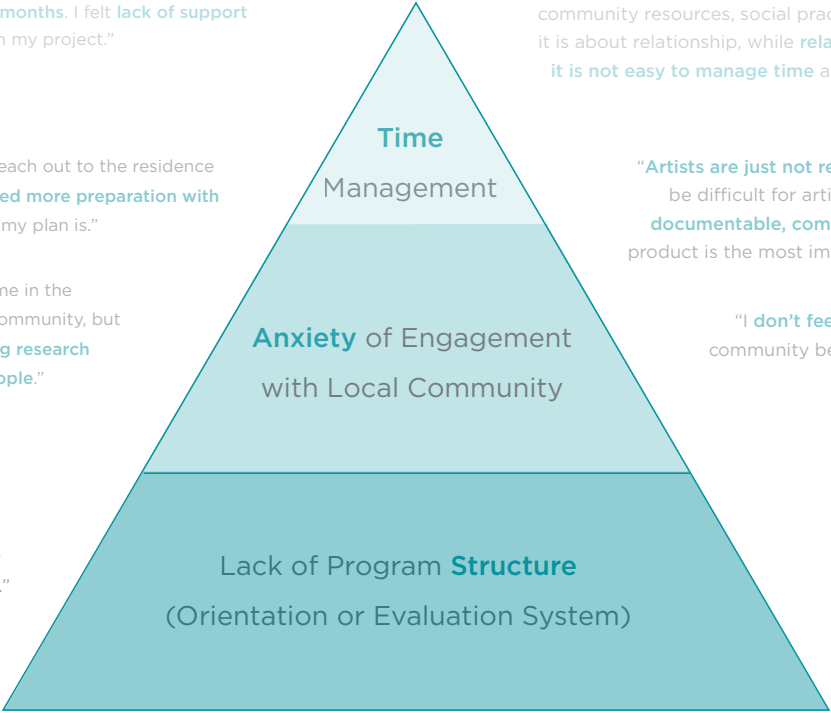 months. I felt lack of support
my project.”
each out to the residence
ed more preparation with
my plan is.”
me in the
ommunity, but
g research
ople.”
.”
Time
Management
Anxiety of Engagement
with Local Community
Lack of Program Structure
(Orientation or Evaluation System)
community resources, social prac
it is about relationship, while rela
it is not easy to manage time a
“Artists are just not re
be difficult for arti
documentable, com
product is the most im
“I don’t fee
community be